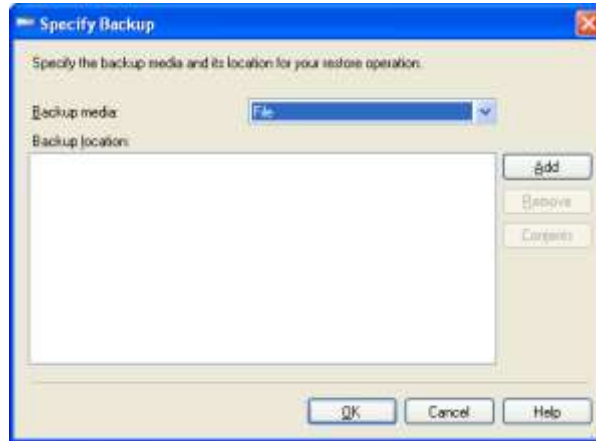 Specify Backup
Specify the backup media and its location for your restore operation.
Backup media:
File
Backup location:
Add
Remove
Contents
OK
Cancel
Help